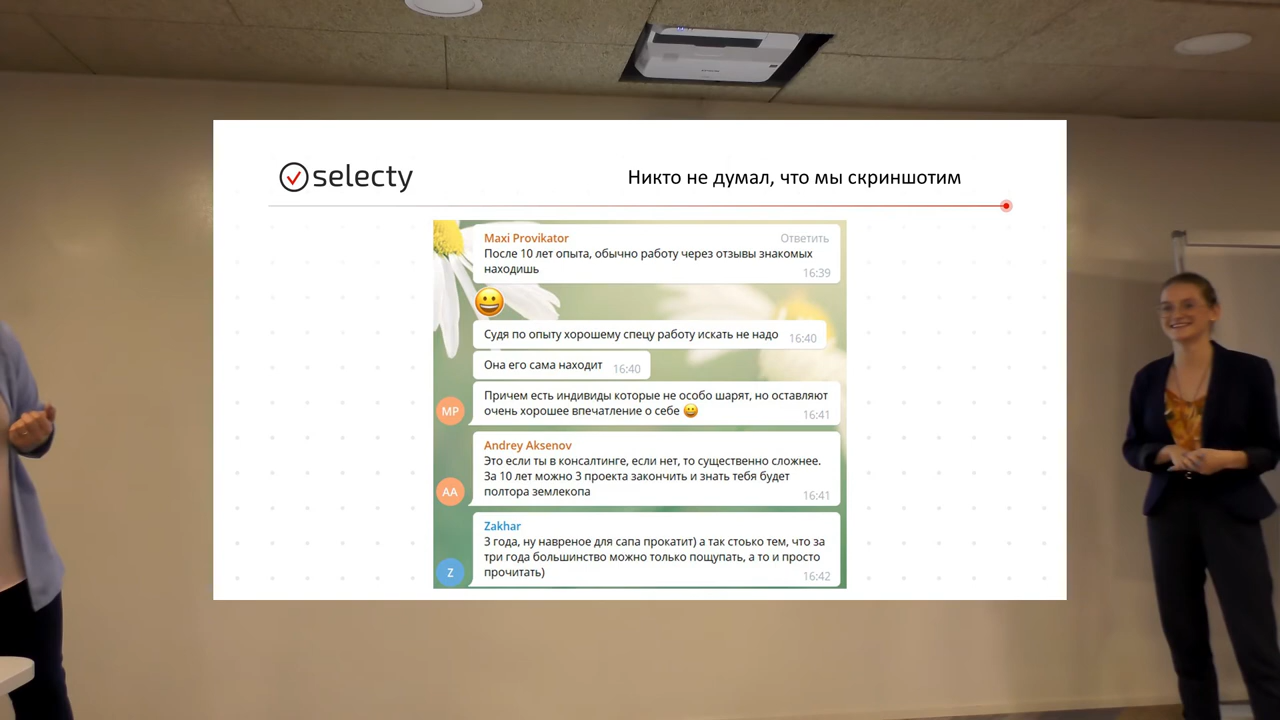 selecty
Никто не думал, что мы скриншотим
Maxi Provikator
Ответить
После 10 лет опыта, обычно работу через отзывы знакомых
находишь
16:39
Судя по опыту хорошему спецу работу искать не надо
16:40
Она его сама находит
16:40
Причем есть индивиды которые не особо шарят, но оставляют
очень хорошее впечатление о себе 😀
16:41
MP
Andrey Aksenov
Это если ты в консалтинге, если нет, то существенно сложнее.
За 10 лет можно 3 проекта закончить и знать тебя будет
полтора землекопа
16:41
AA
Zakhar
3 года, ну навреное для сапа прокатит) а так стоько тем, что за
три года большинство можно только пощупать, а то и просто
прочитать)
16:42
Z